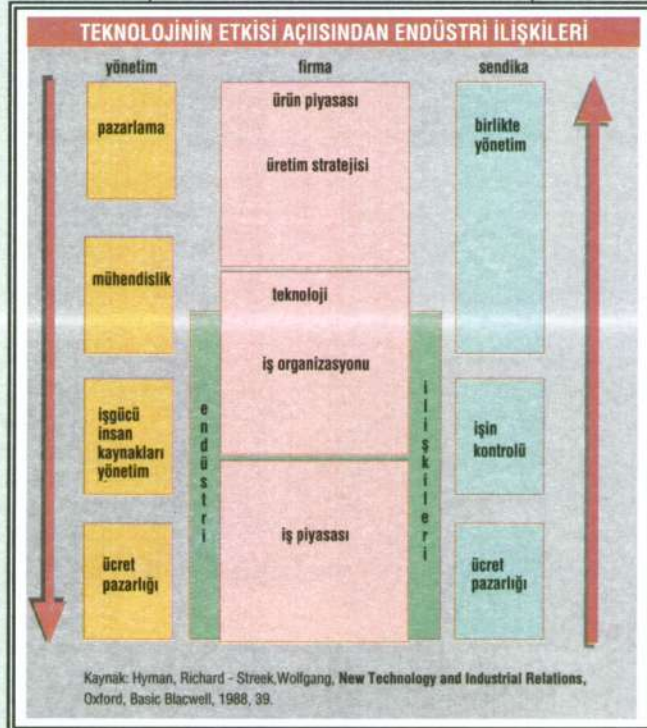 TEKNOLOJİNİN ETKİSİ AÇIISINDAN ENDÜSTRİ İLİŞKİLERİ
yönetim
firma
sendika
pazarlama
ürün piyasası
üretim stratejisi
birlikte
yönetim
mühendislik
teknoloji
iş organizasyonu
işgücü
insan
kaynakları
yönetim
endüstri
ilişkileri
işin
kontrolü
iş piyasası
ücret
pazarlığı
ücret
pazarlığı
Kaynak: Hyman, Richard - Streek,Wolfgang, New Technology and Industrial Relations,
Oxford, Basic Blacwell, 1988, 39.